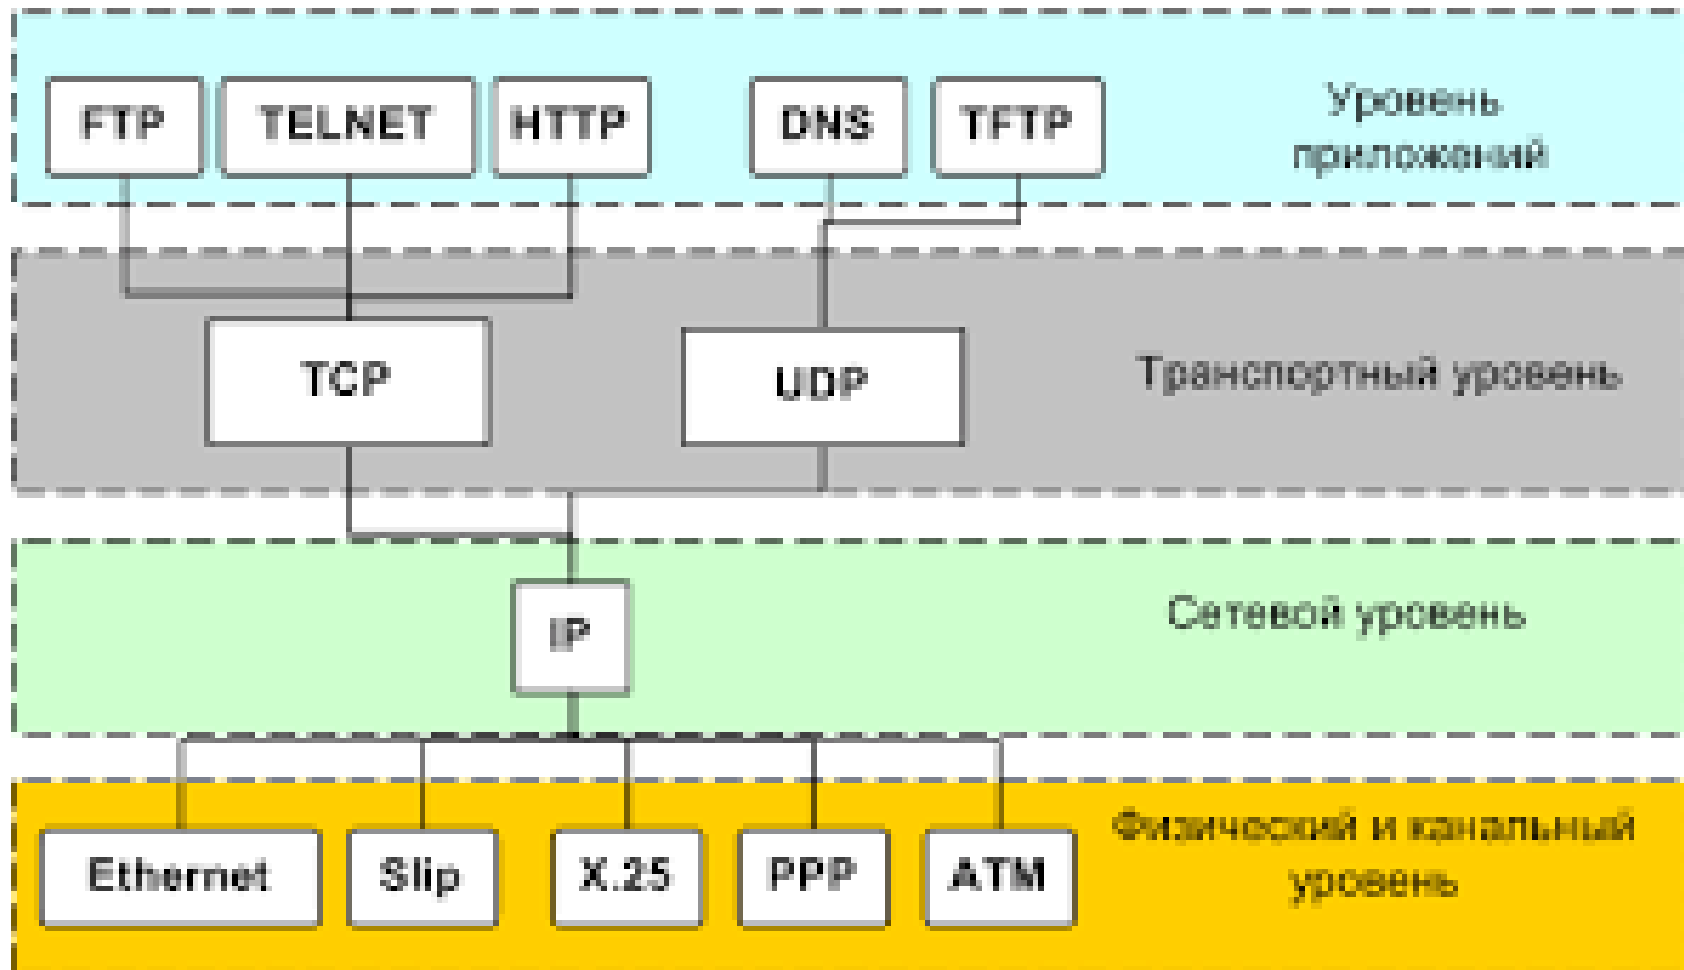 FTP TELNET HTTP DNS TFTP
Уровень
приложений
TCP UDP
Транспортный уровень
IP
Сетевой уровень
Физический и канальный
уровень
Ethernet Slip X.25 PPP ATM